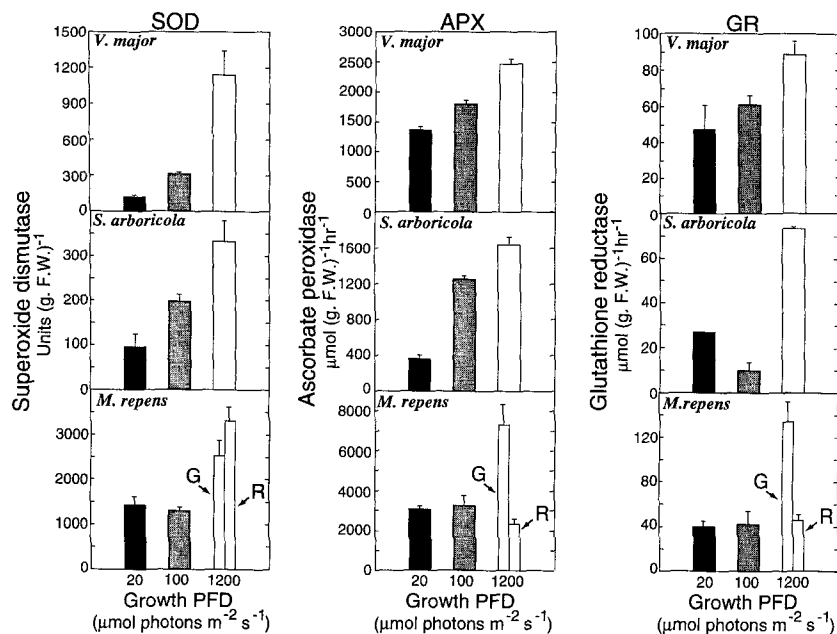 SOD
V. major
1500
1200
900
600
300
0
S. arboricola
300
200
100
0
M. repens
3000
2000
1000
0
G
R
20 100 1200
Growth PFD
(μmol photons m⁻² s⁻¹)
Superoxide dismutase
Units (g. F.W.)⁻¹
APX
V. major
3000
2500
2000
1500
1000
500
0
S. arboricola
1600
1200
800
400
0
M. repens
8000
6000
4000
2000
0
G
R
20 100 1200
Growth PFD
(μmol photons m⁻² s⁻¹)
Ascorbate peroxidase
μmol (g. F.W.)⁻¹hr⁻¹
GR
V. major
100
80
60
40
20
0
S. arboricola
60
40
20
0
M.repens
120
80
40
0
G
R
20 100 1200
Growth PFD
(μmol photons m⁻² s⁻¹)
Glutathione reductase
μmol (g. F.W.)⁻¹hr⁻¹